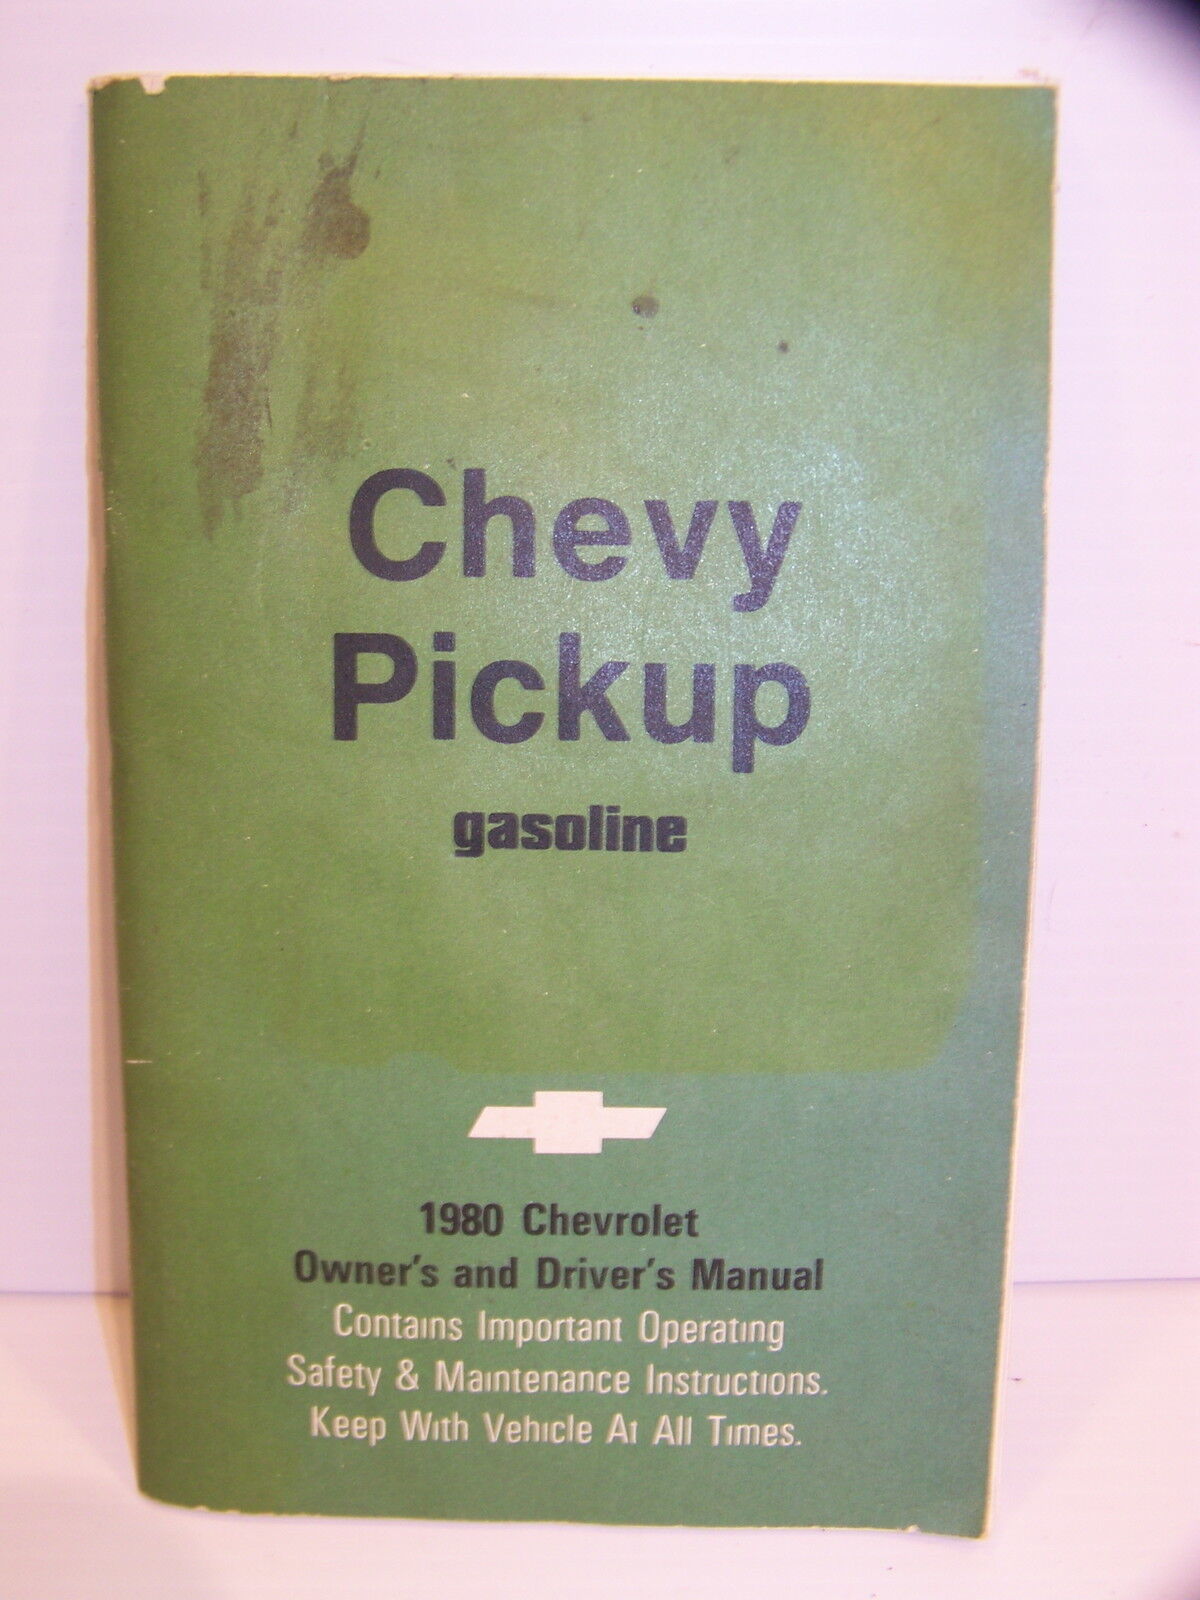 Chevy
Pickup
gasoline
1980 Chevrolet
Owner's and Driver's Manual
Contains Important Operating
Safety & Maintenance Instructions.
Keep With Vehicle At All Times.